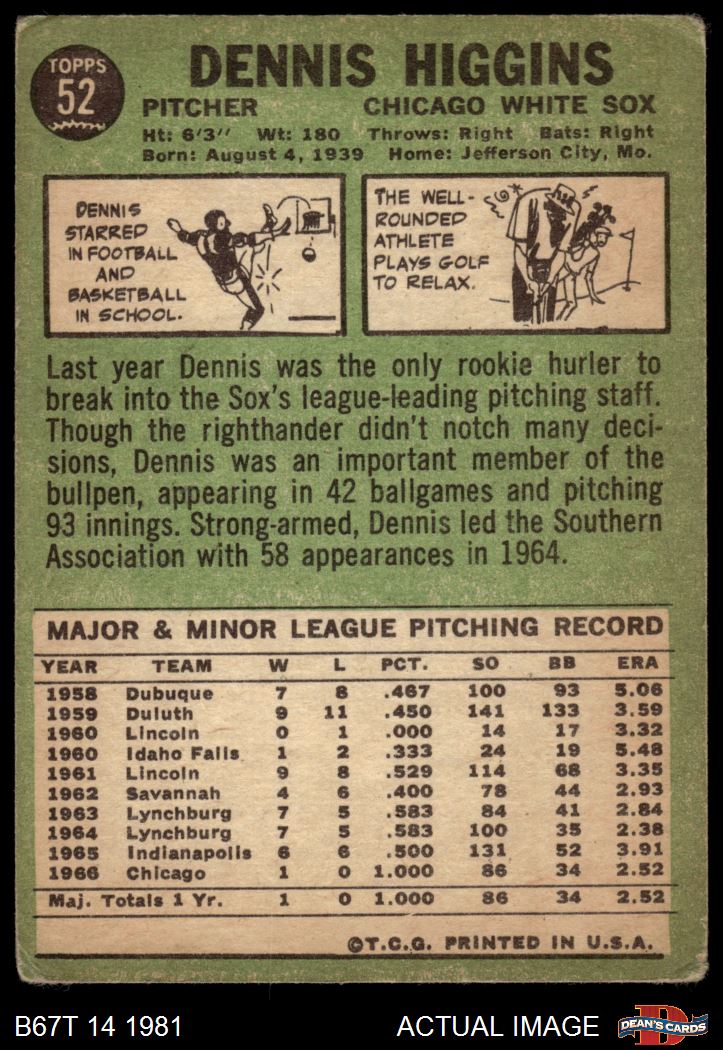 TOPPS
52
DENNIS HIGGINS
PITCHER CHICAGO WHITE SOX
Ht: 6'3" Wt: 180 Throws: Right Bats: Right
Born: August 4, 1939 Home: Jefferson City, Mo.
DENNIS
STARRED
IN FOOTBALL
AND
BASKETBALL
IN SCHOOL.
THE WELL-
ROUNDED
ATHLETE
PLAYS GOLF
TO RELAX.
Last year Dennis was the only rookie hurler to
break into the Sox's league-leading pitching staff.
Though the righthander didn't notch many deci-
sions, Dennis was an important member of the
bullpen, appearing in 42 ballgames and pitching
93 innings. Strong-armed, Dennis led the Southern
Association with 58 appearances in 1964.
MAJOR & MINOR LEAGUE PITCHING RECORD
YEAR TEAM W L PCT. SO BB ERA
1958 Dubuque 7 8 .467 100 93 5.06
1959 Duluth 9 11 .450 141 133 3.59
1960 Lincoln 0 1 .000 14 17 3.32
1960 Idaho Falls 1 2 .333 24 19 5.48
1961 Lincoln 9 8 .529 114 68 3.35
1962 Savannah 4 6 .400 78 44 2.93
1963 Lynchburg 7 5 .583 84 41 2.84
1964 Lynchburg 7 5 .583 100 35 2.38
1965 Indianapolis 6 6 .500 131 52 3.91
1966 Chicago 1 0 1.000 86 34 2.52
Maj. Totals 1 Yr. 1 0 1.000 86 34 2.52
©T.C.G. PRINTED IN U.S.A.
B67T 14 1981 ACTUAL IMAGE DEAN'S CARDS